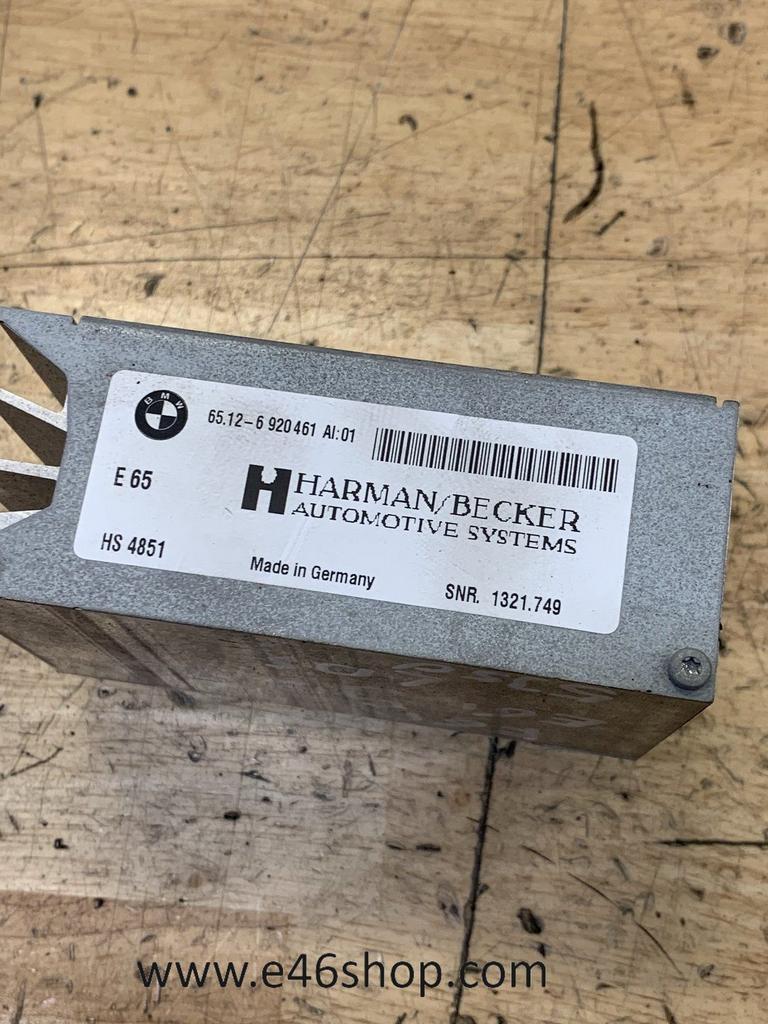 BMW
65.12-6 920461 AI:01
E 65
HARMAN/BECKER
AUTOMOTIVE SYSTEMS
HS 4851
Made in Germany
SNR. 1321.749
www.e46shop.com